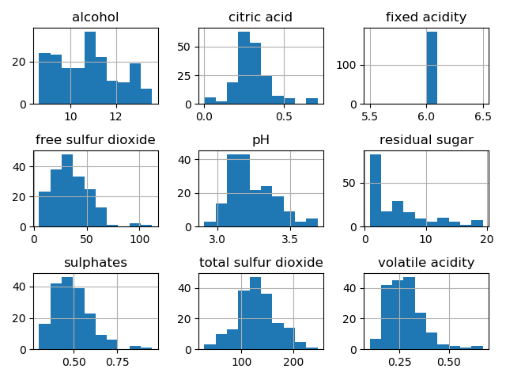 alcohol citric acid fixed acidity
20 50 100
0 25 0
0
10 12 0.0 0.5 5.5 6.0 6.5
free sulfur dioxide pH residual sugar
40 40 50
20 20
0 0 0
0 50 100 3.0 3.5 0 10 20
sulphates total sulfur dioxide volatile acidity
40 40 40
20 20 20
0 0 0
0.50 0.75 100 200 0.25 0.50